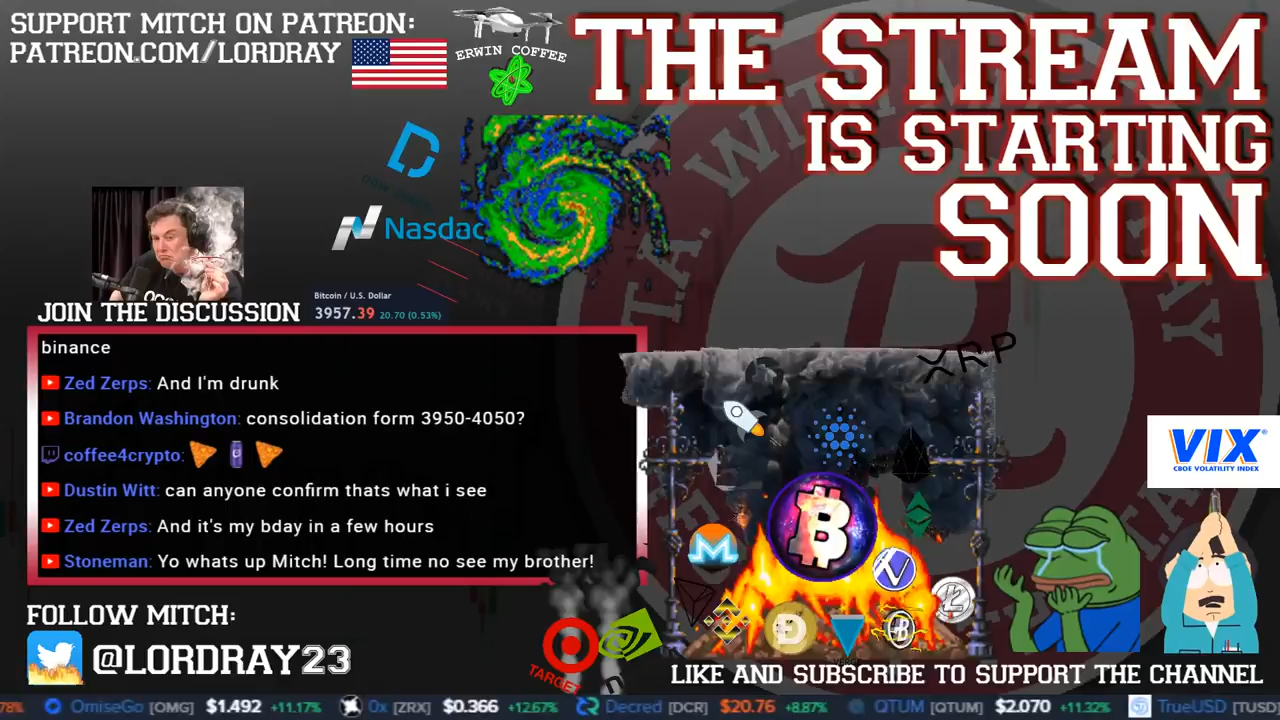 SUPPORT MITCH ON PATREON:
PATREON.COM/LORDRAY
ERWIN COFFEE
THE STREAM
IS STARTING
SOON
DOW JONES
Nasdac
Bitcoin / U.S. Dollar
3957.39 20.70 (0.53%)
JOIN THE DISCUSSION
binance
Zed Zerps: And I'm drunk
Brandon Washington: consolidation form 3950-4050?
coffee4crypto:
Dustin Witt: can anyone confirm thats what i see
Zed Zerps: And it's my bday in a few hours
Stoneman: Yo whats up Mitch! Long time no see my brother!
XRP
VIX®
CBOE VOLATILITY INDEX
FOLLOW MITCH:
@LORDRAY23
TARGET
LIKE AND SUBSCRIBE TO SUPPORT THE CHANNEL
78% OmiseGo [OMG] $1.492 +11.17% 0x [ZRX] $0.366 +12.67% Decred [DCR] $20.76 +8.87% QTUM [QTUM] $2.070 +11.32% TrueUSD [TUSD]